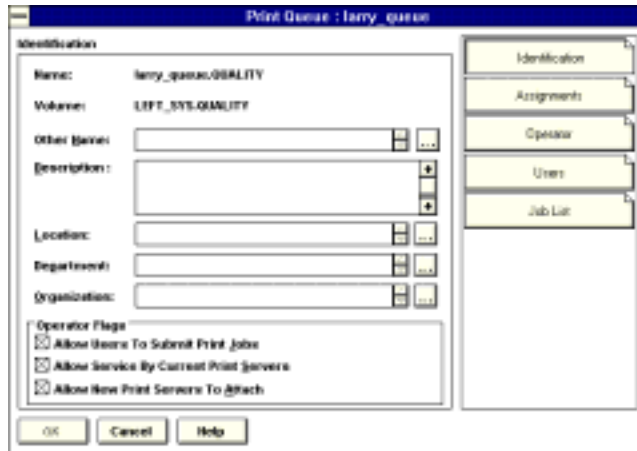 Print Queue : larry_queue
Identification
Name: larry_queue.QUALITY
Volume: LEFT_SYS.QUALITY
Other Name:
...
Description :
Location:
...
Department:
...
Organization:
...
Operator Flags
Allow Users To Submit Print Jobs
Allow Service By Current Print Servers
Allow New Print Servers To Attach
OK Cancel Help
Identification
Assignments
Operator
Users
Job List